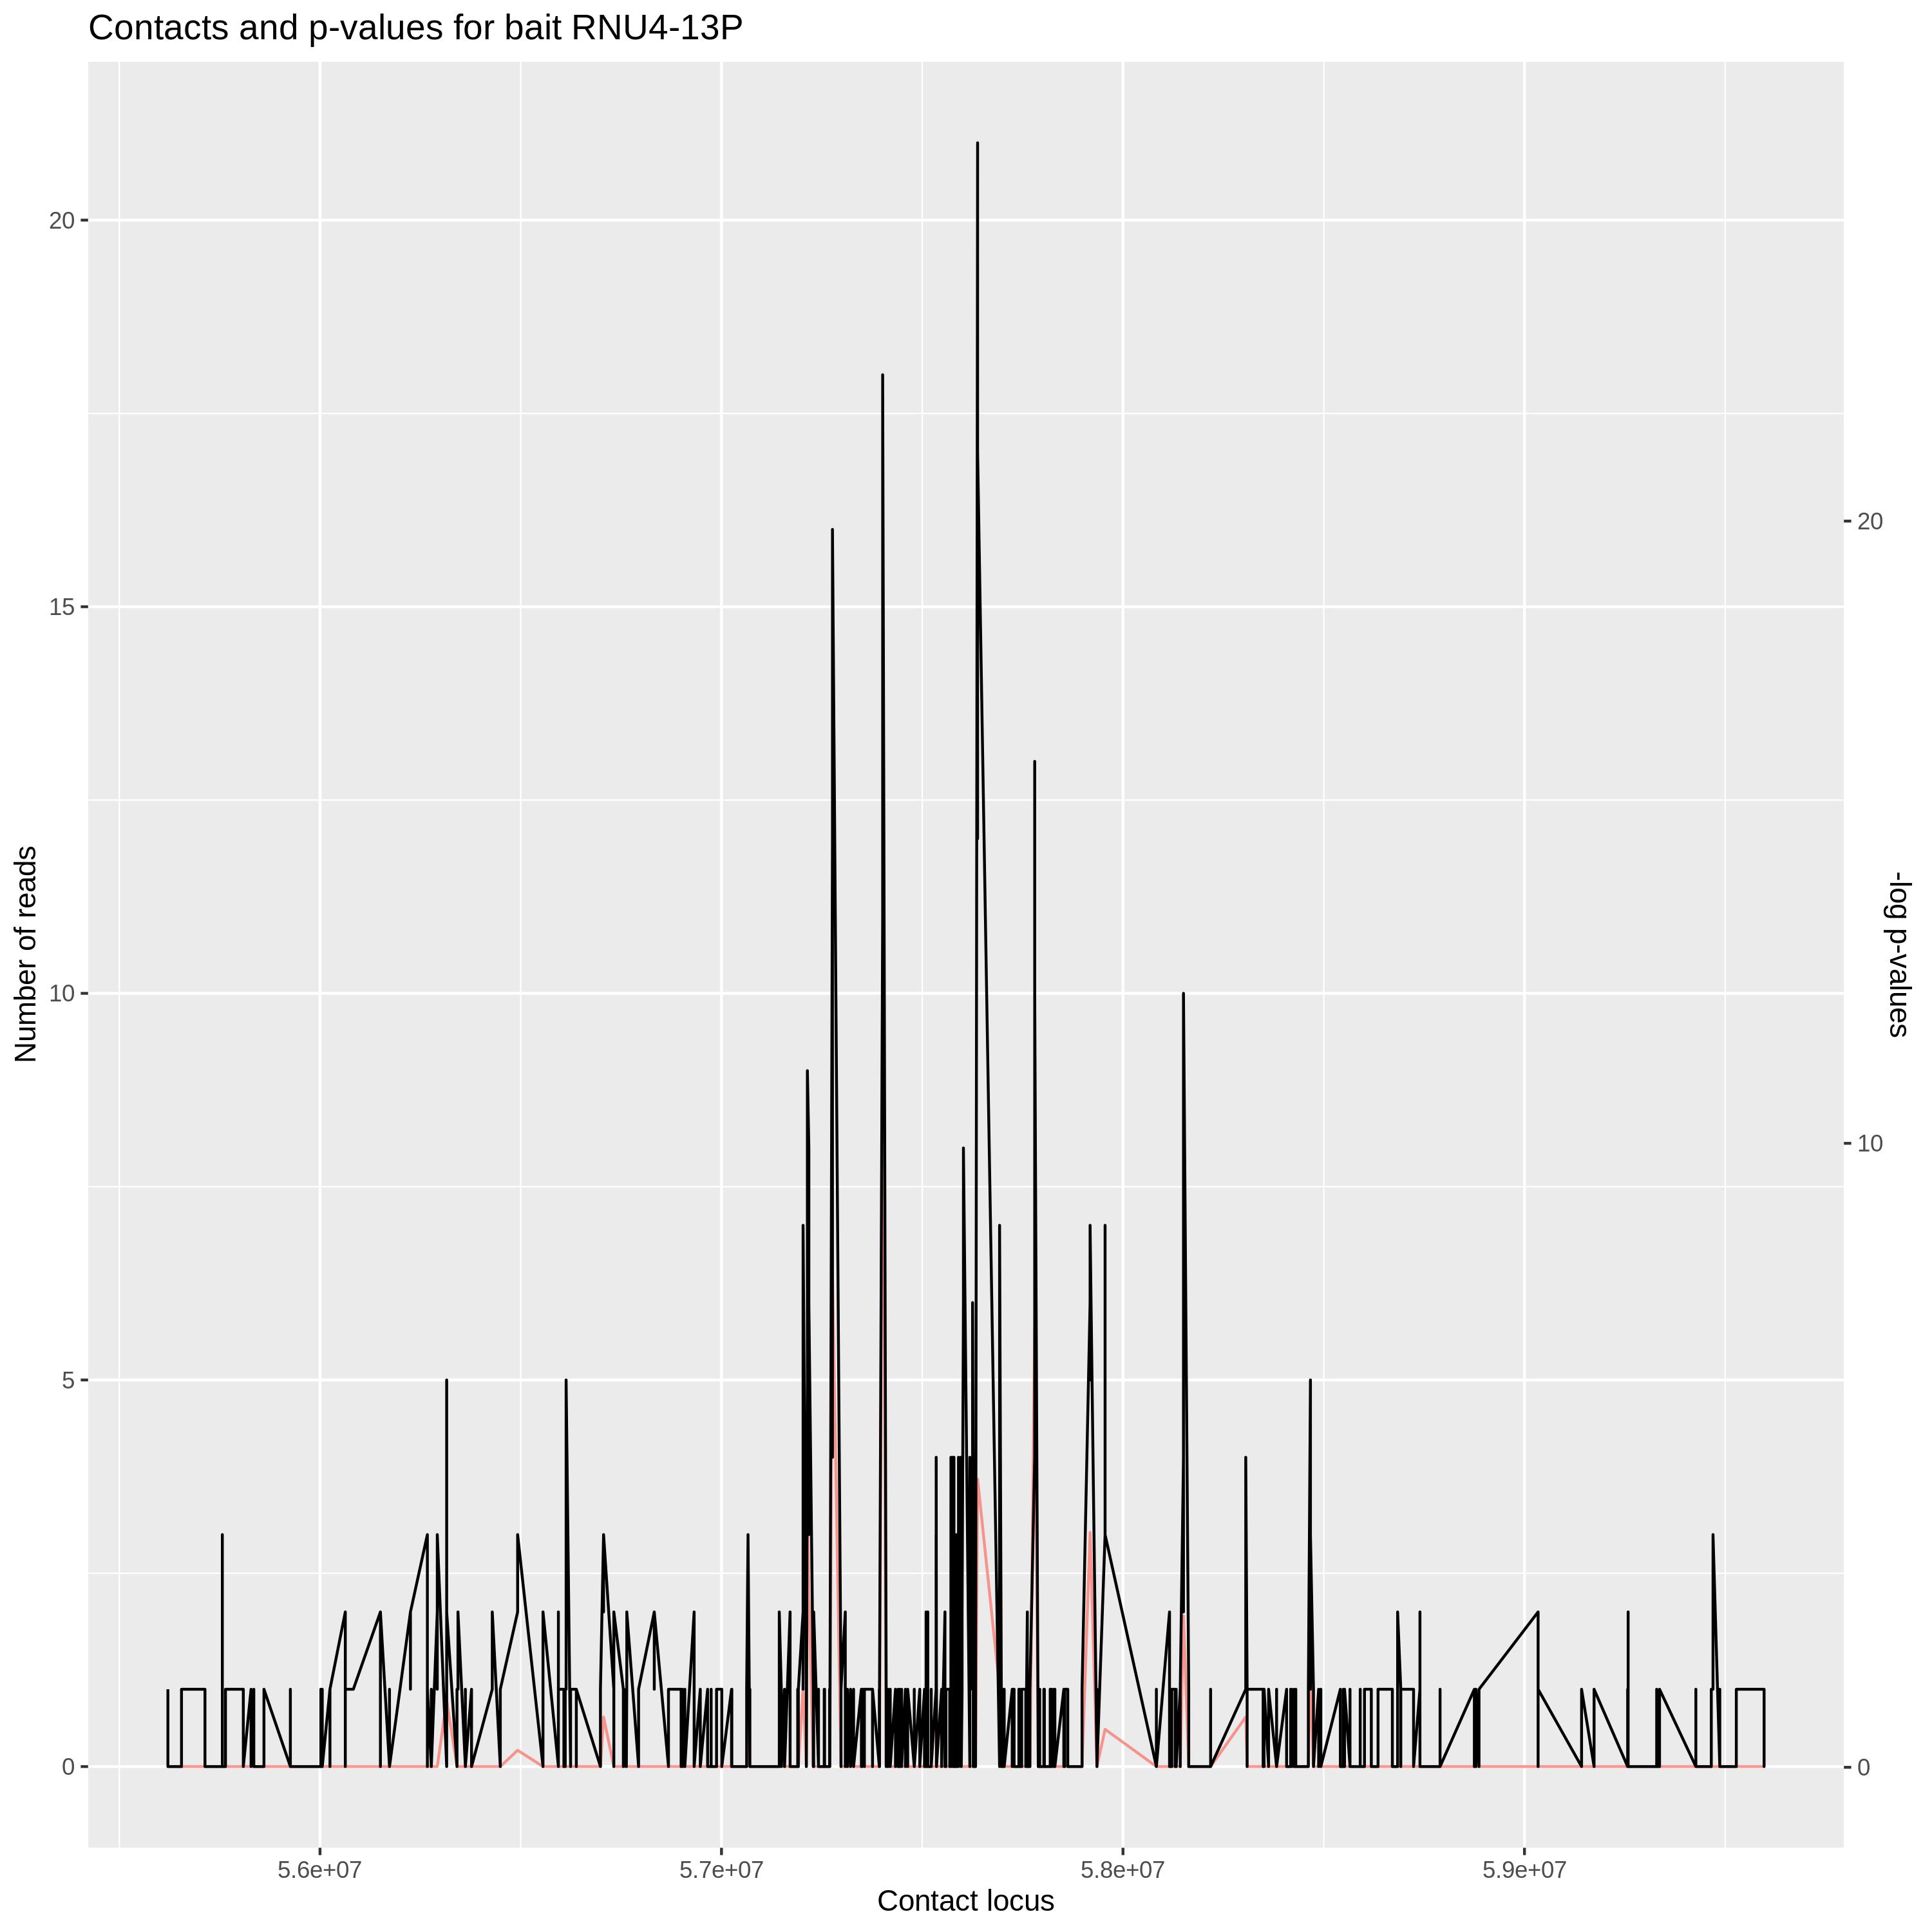 Contacts and p-values for bait RNU4-13P
20
15
10
5
0
Number of reads
20
10
0
-log p-values
5.6e+07
5.7e+07
5.8e+07
5.9e+07
Contact locus